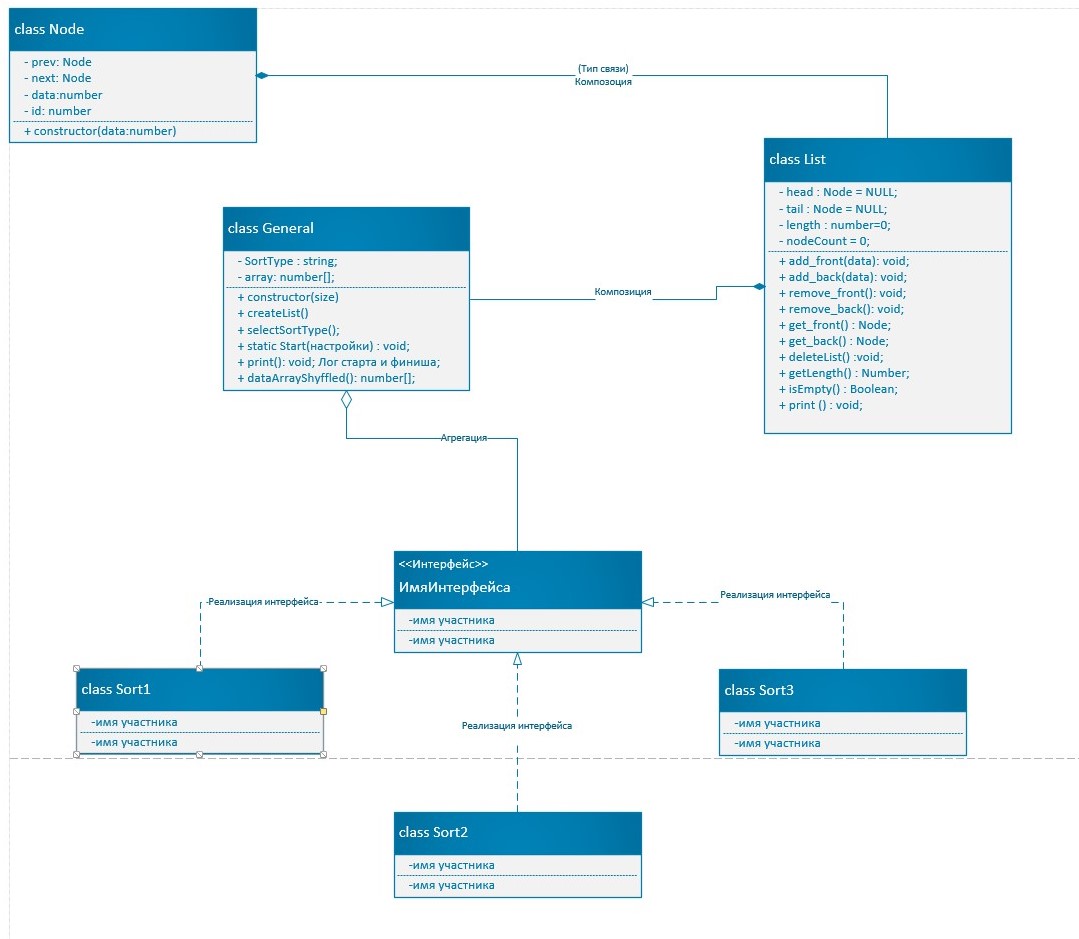 class Node
- prev: Node
- next: Node
- data:number
- id: number
+ constructor(data:number)
(Тип связи)
Композоция
class List
- head : Node = NULL;
- tail : Node = NULL;
- length : number=0;
- nodeCount = 0;
+ add_front(data): void;
+ add_back(data): void;
+ remove_front(): void;
+ remove_back(): void;
+ get_front() : Node;
+ get_back() : Node;
+ deleteList() :void;
+ getLength() : Number;
+ isEmpty() : Boolean;
+ print () : void;
class General
- SortType : string;
- array: number[];
+ constructor(size)
+ createList()
+ selectSortType();
+ static Start(настройки) : void;
+ print(): void; Лог старта и финиша;
+ dataArrayShyffled(): number[];
Композиция
Агрегация
<<Интерфейс>>
ИмяИнтерфейса
-имя участника
-имя участника
Реализация интерфейса
Реализация интерфейса
class Sort1
-имя участника
-имя участника
Реализация интерфейса
class Sort3
-имя участника
-имя участника
class Sort2
-имя участника
-имя участника